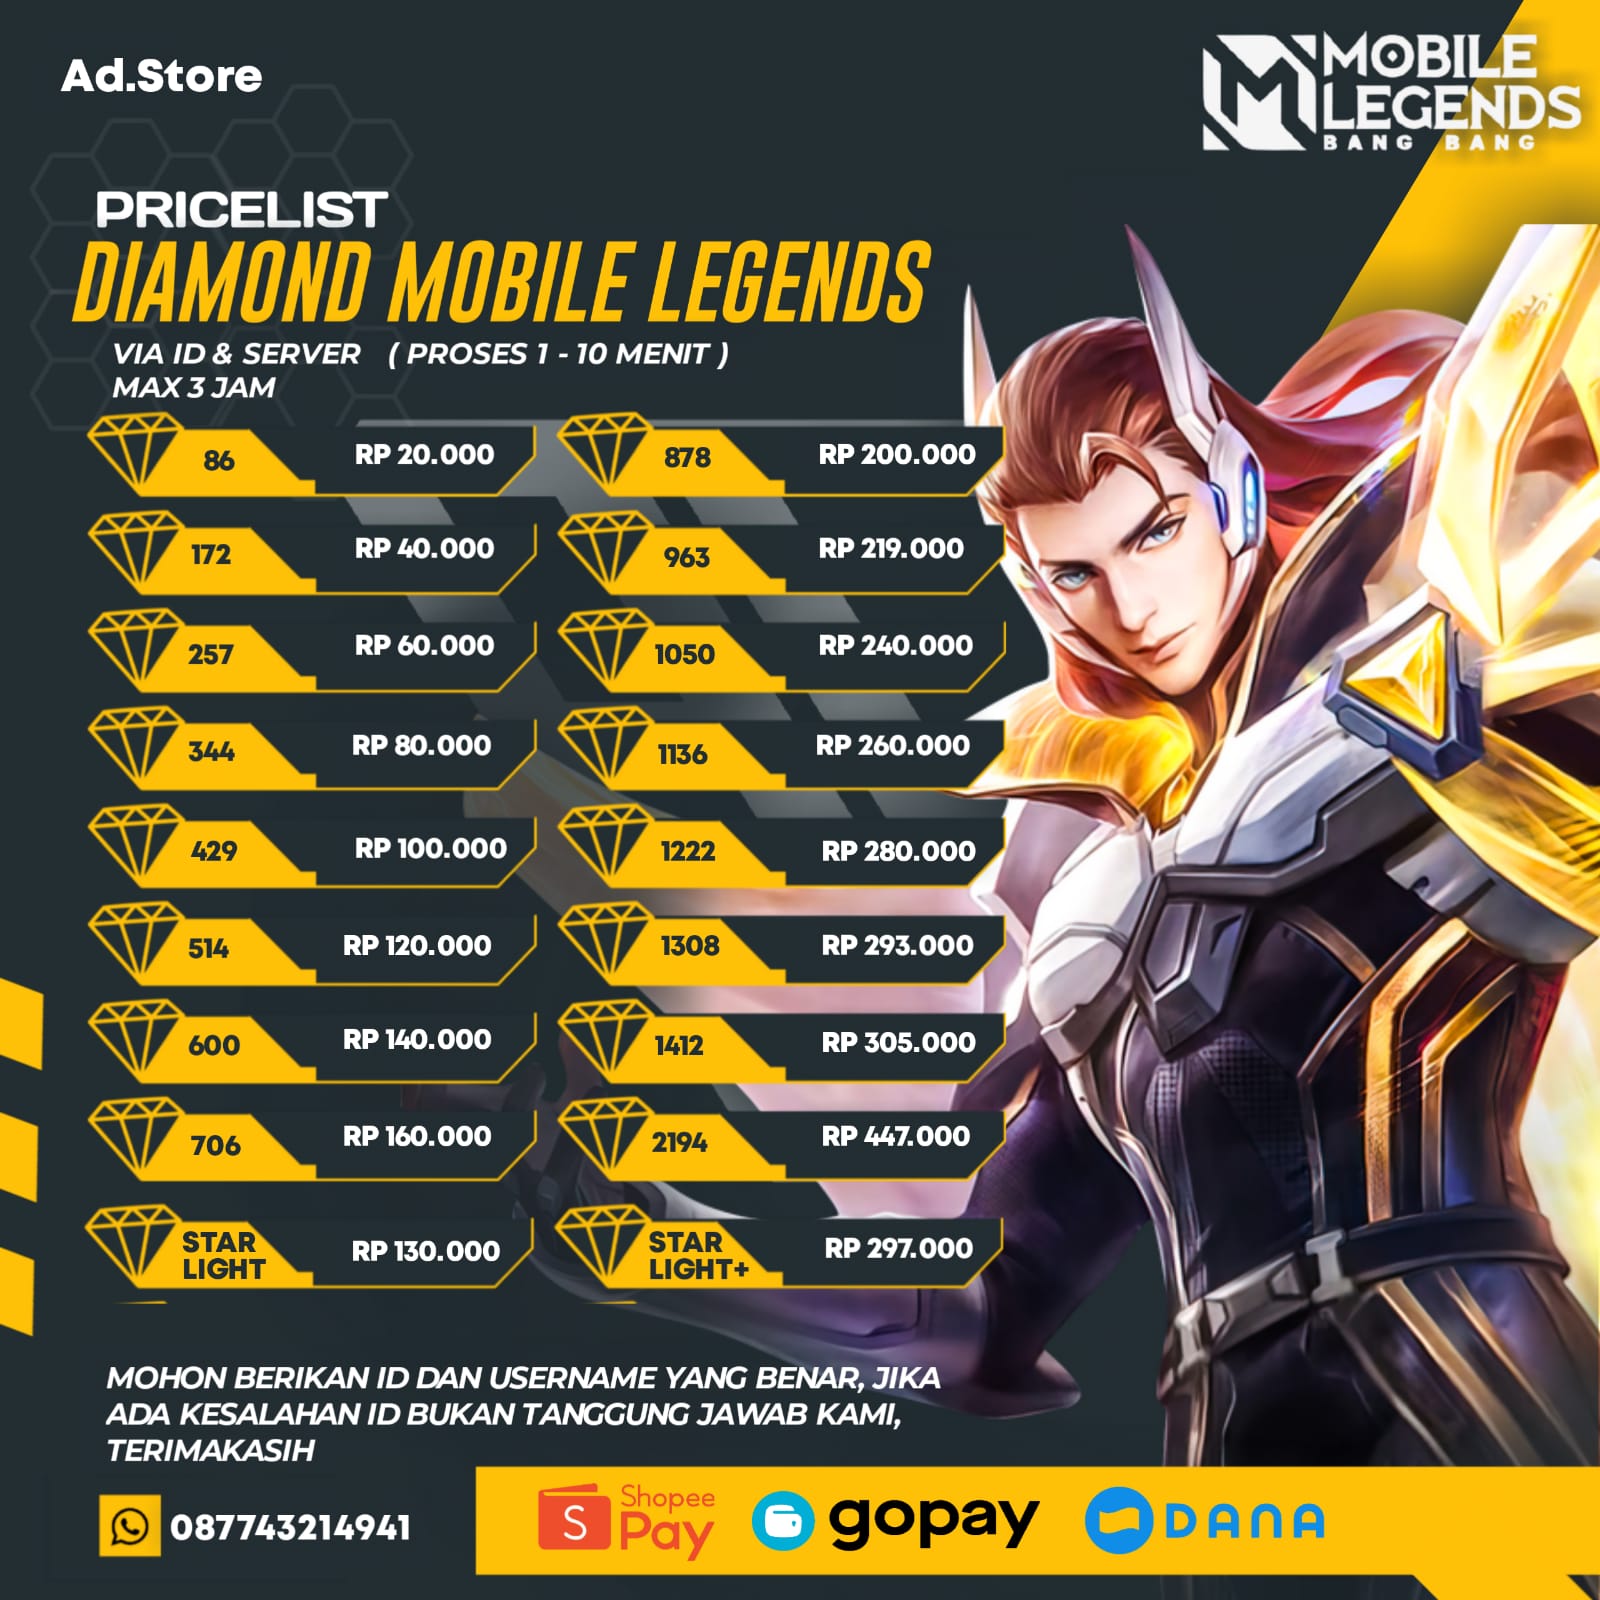 Ad.Store
MOBILE
LEGENDS
BANG BANG
PRICELIST
DIAMOND MOBILE LEGENDS
VIA ID & SERVER ( PROSES 1 - 10 MENIT )
MAX 3 JAM
86 RP 20.000
172 RP 40.000
257 RP 60.000
344 RP 80.000
429 RP 100.000
514 RP 120.000
600 RP 140.000
706 RP 160.000
STAR
LIGHT RP 130.000
878 RP 200.000
963 RP 219.000
1050 RP 240.000
1136 RP 260.000
1222 RP 280.000
1308 RP 293.000
1412 RP 305.000
2194 RP 447.000
STAR
LIGHT+ RP 297.000
MOHON BERIKAN ID DAN USERNAME YANG BENAR, JIKA
ADA KESALAHAN ID BUKAN TANGGUNG JAWAB KAMI,
TERIMAKASIH
087743214941
S Shopee
Pay
gopay
DANA